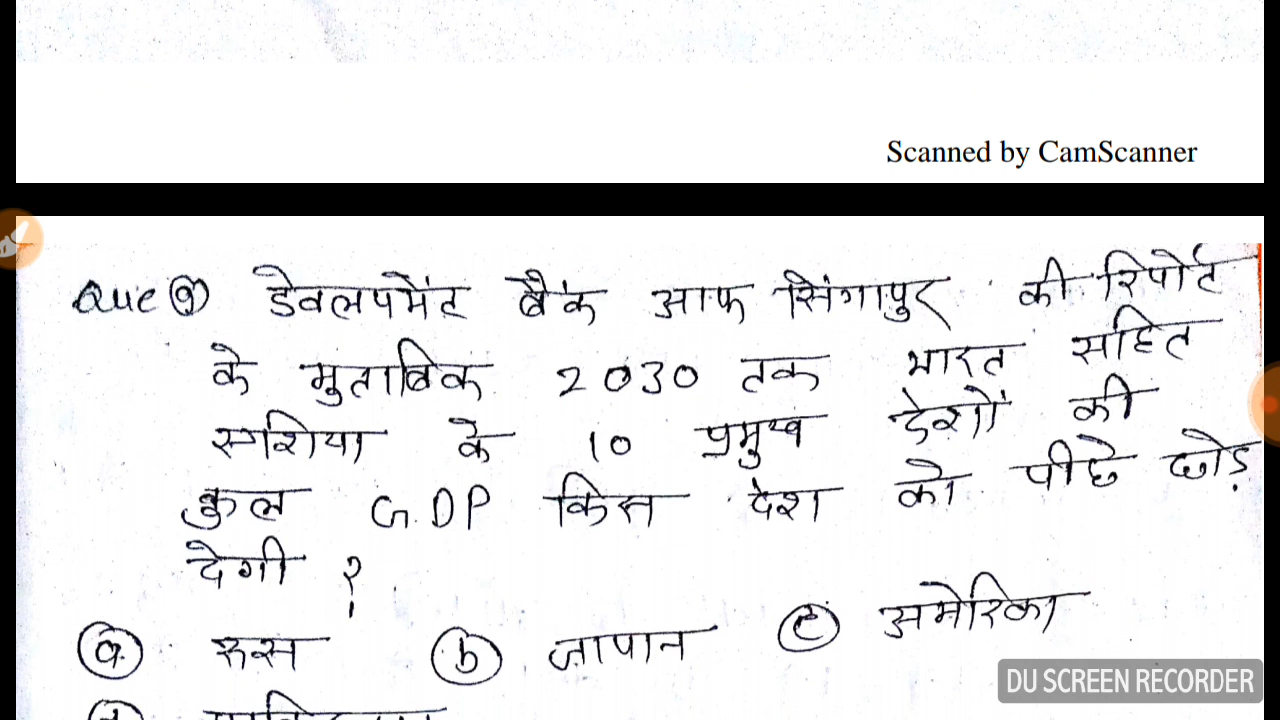 Scanned by CamScanner
Que ⑨ डेवलपमेंट बैंक आफ सिंगापुर की रिपोर्ट
के मुताबिक 2030 तक भारत सहित
एशिया के 10 प्रमुख देशों की
कुल G.DP किस देश को पीछे छोड़
देगी ?
ⓐ रूस ⓑ जापान ⓒ अमेरिका
DU SCREEN RECORDER